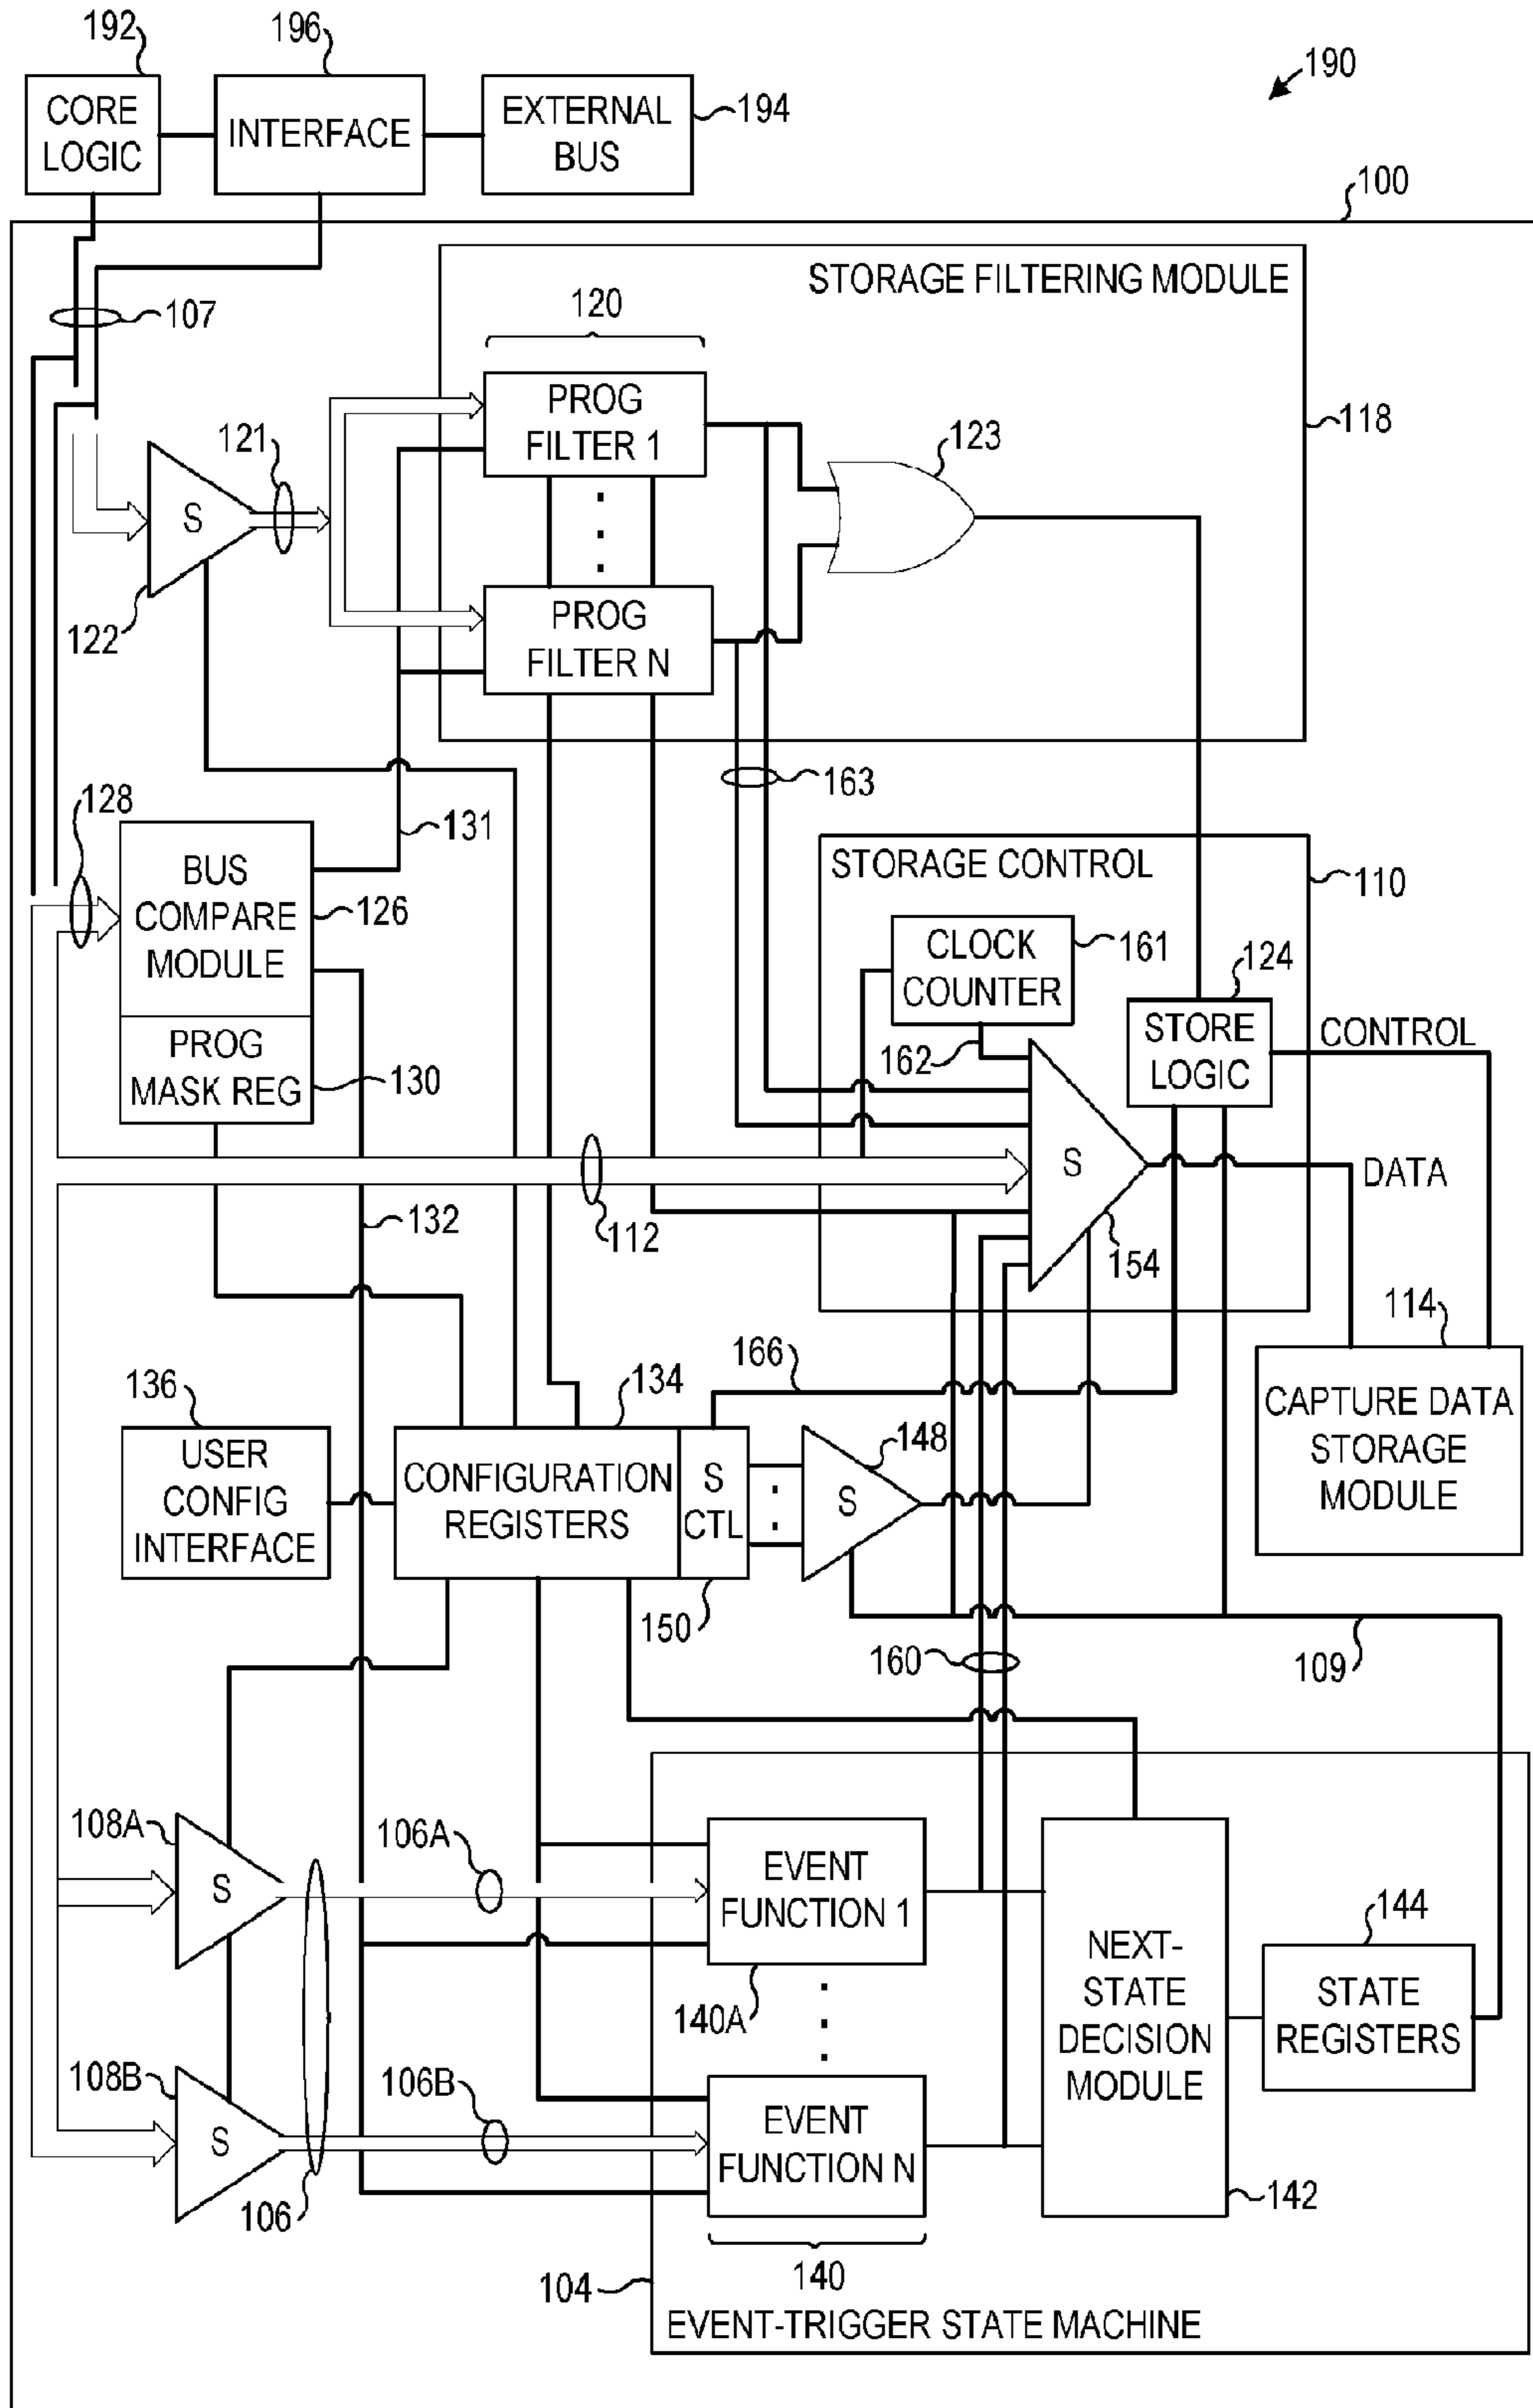 192
196
190
CORE
LOGIC
INTERFACE
EXTERNAL
BUS
194
100
STORAGE FILTERING MODULE
107
120
PROG
FILTER 1
118
121
123
S
122
PROG
FILTER N
163
128
131
STORAGE CONTROL
110
BUS
COMPARE
MODULE
126
CLOCK
COUNTER
161
124
STORE
LOGIC
CONTROL
162
PROG
MASK REG
130
S
DATA
132
112
154
114
166
136
134
CAPTURE DATA
STORAGE
MODULE
USER
CONFIG
INTERFACE
CONFIGURATION
REGISTERS
S
CTL
148
S
150
160
109
108A
106A
S
EVENT
FUNCTION 1
144
NEXT-
STATE
DECISION
MODULE
STATE
REGISTERS
140A
108B
106B
S
EVENT
FUNCTION N
106
142
140
104
EVENT-TRIGGER STATE MACHINE